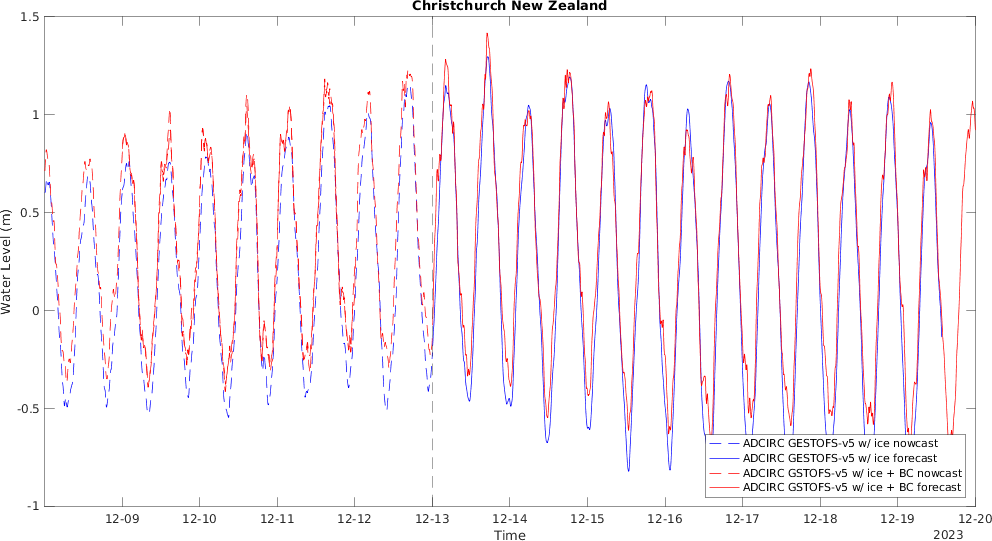 Christchurch New Zealand
1.5
1
0.5
0
-0.5
-1
Water Level (m)
12-09 12-10 12-11 12-12 12-13 12-14 12-15 12-16 12-17 12-18 12-19 12-20
Time
2023
ADCIRC GESTOFS-v5 w/ ice nowcast
ADCIRC GESTOFS-v5 w/ ice forecast
ADCIRC GSTOFS-v5 w/ ice + BC nowcast
ADCIRC GSTOFS-v5 w/ ice + BC forecast